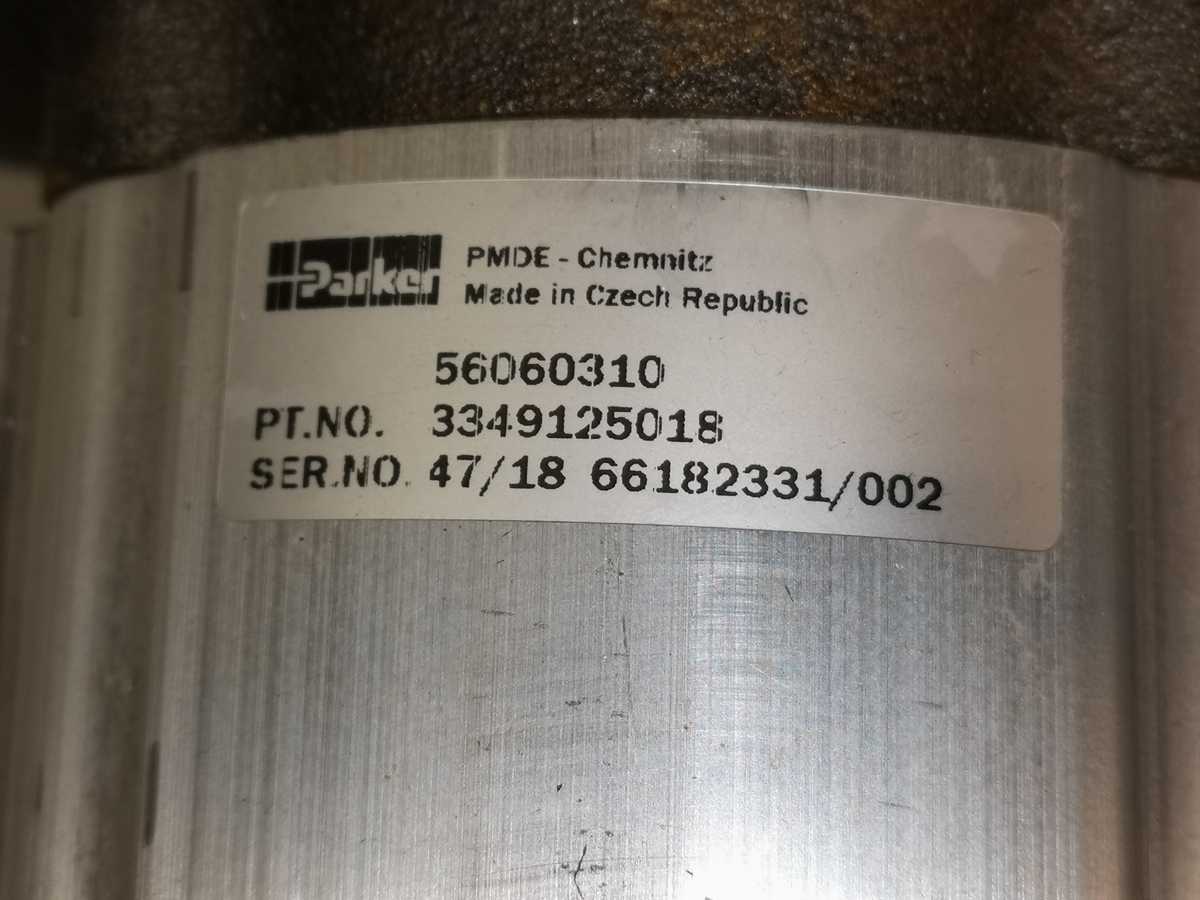 Parker
PMDE - Chemnitz
Made in Czech Republic
56060310
PT.NO. 3349125018
SER.NO. 47/18 66182331/002